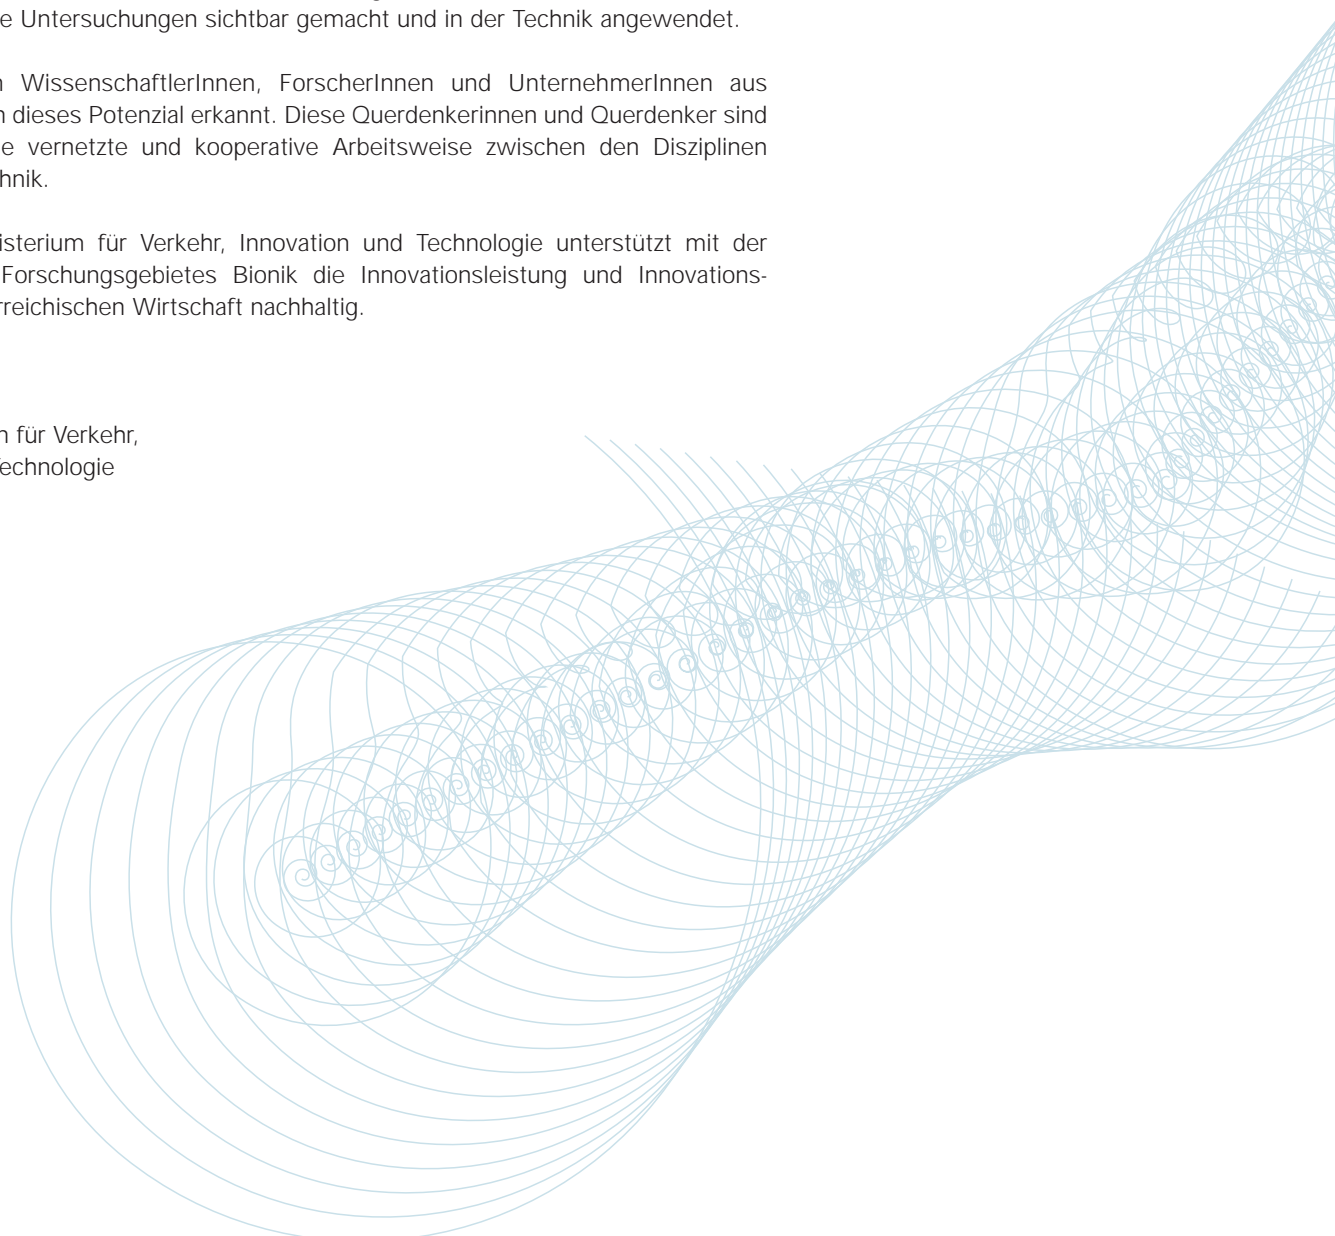 e Untersuchungen sichtbar gemacht und in der Technik angewendet.
WissenschaftlerInnen, ForscherInnen und UnternehmerInnen aus
n dieses Potenzial erkannt. Diese Querdenkerinnen und Querdenker sind
e vernetzte und kooperative Arbeitsweise zwischen den Disziplinen
hnik.
isterium für Verkehr, Innovation und Technologie unterstützt mit der
Forschungsgebietes Bionik die Innovationsleistung und Innovations-
rreichischen Wirtschaft nachhaltig.
n für Verkehr,
Technologie